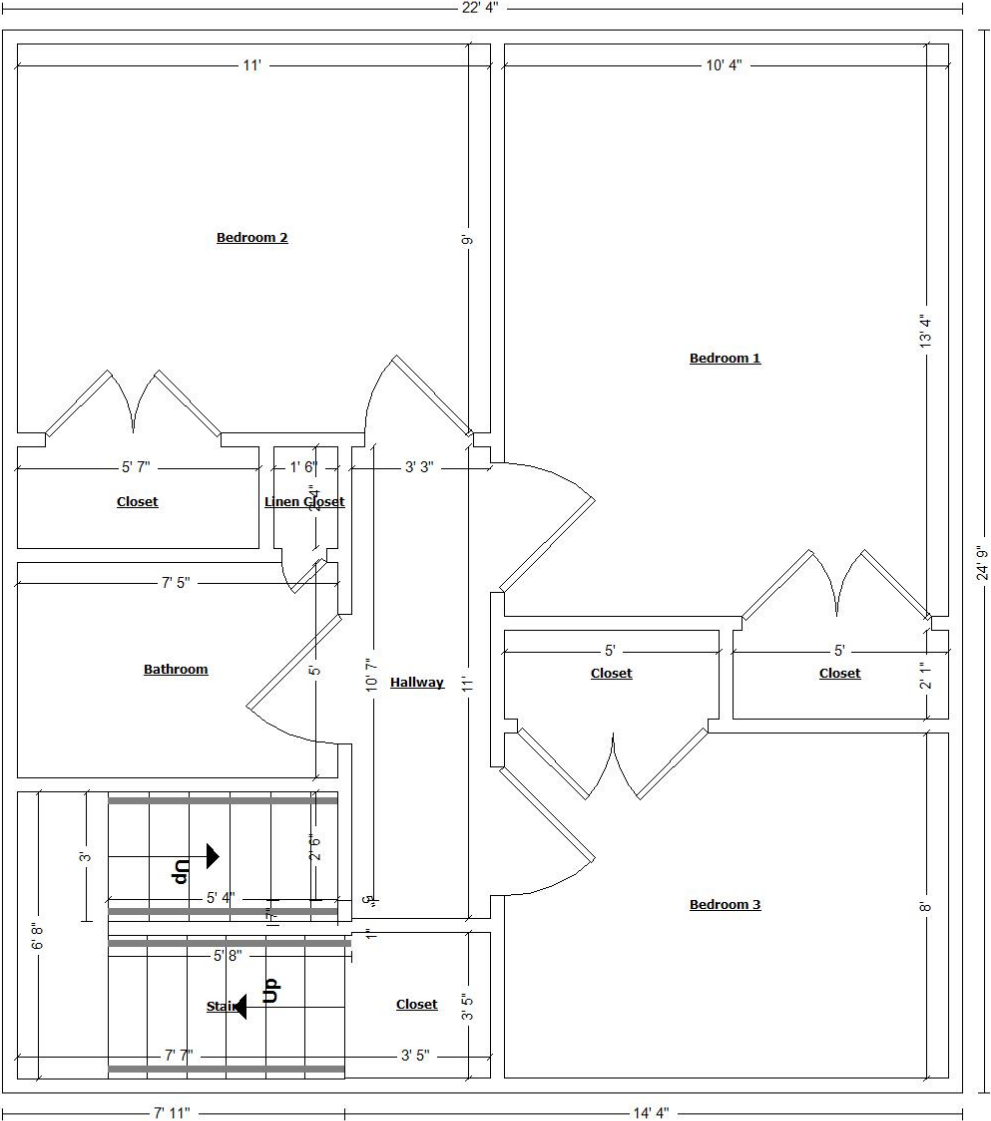 22' 4"
11'
10' 4"
Bedroom 2
9'
13' 4"
Bedroom 1
5' 7"
1' 6"
3' 3"
Closet
Linen Closet
24' 9"
7' 5"
Bathroom
5'
10' 7"
Hallway
11'
5'
Closet
5'
Closet
2' 1"
3'
Up
2' 6"
5' 4"
7"
6' 8"
1"
5' 8"
Bedroom 3
8'
Up
Closet
3' 5"
7' 7"
3' 5"
7' 11"
14' 4"